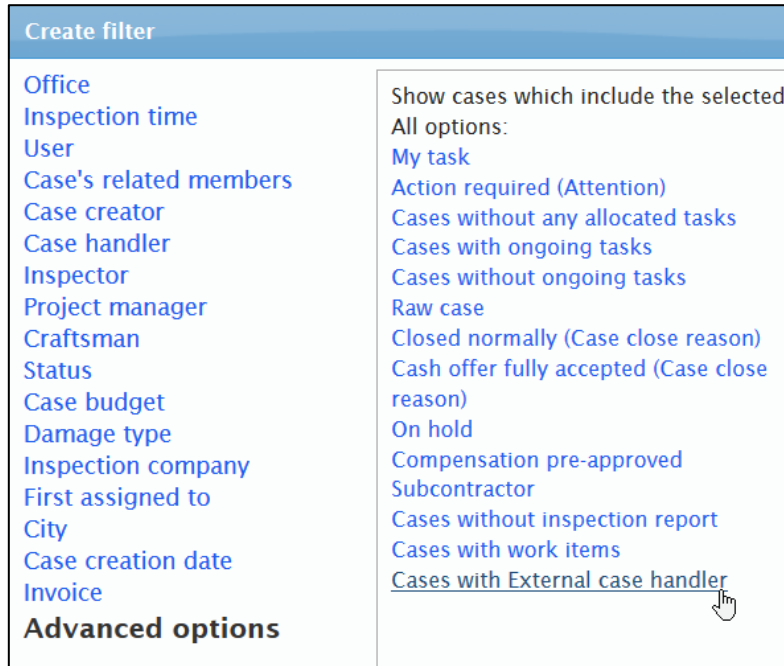 Create filter
Office
Inspection time
User
Case's related members
Case creator
Case handler
Inspector
Project manager
Craftsman
Status
Case budget
Damage type
Inspection company
First assigned to
City
Case creation date
Invoice
Advanced options
Show cases which include the selected
All options:
My task
Action required (Attention)
Cases without any allocated tasks
Cases with ongoing tasks
Cases without ongoing tasks
Raw case
Closed normally (Case close reason)
Cash offer fully accepted (Case close
reason)
On hold
Compensation pre-approved
Subcontractor
Cases without inspection report
Cases with work items
Cases with External case handler